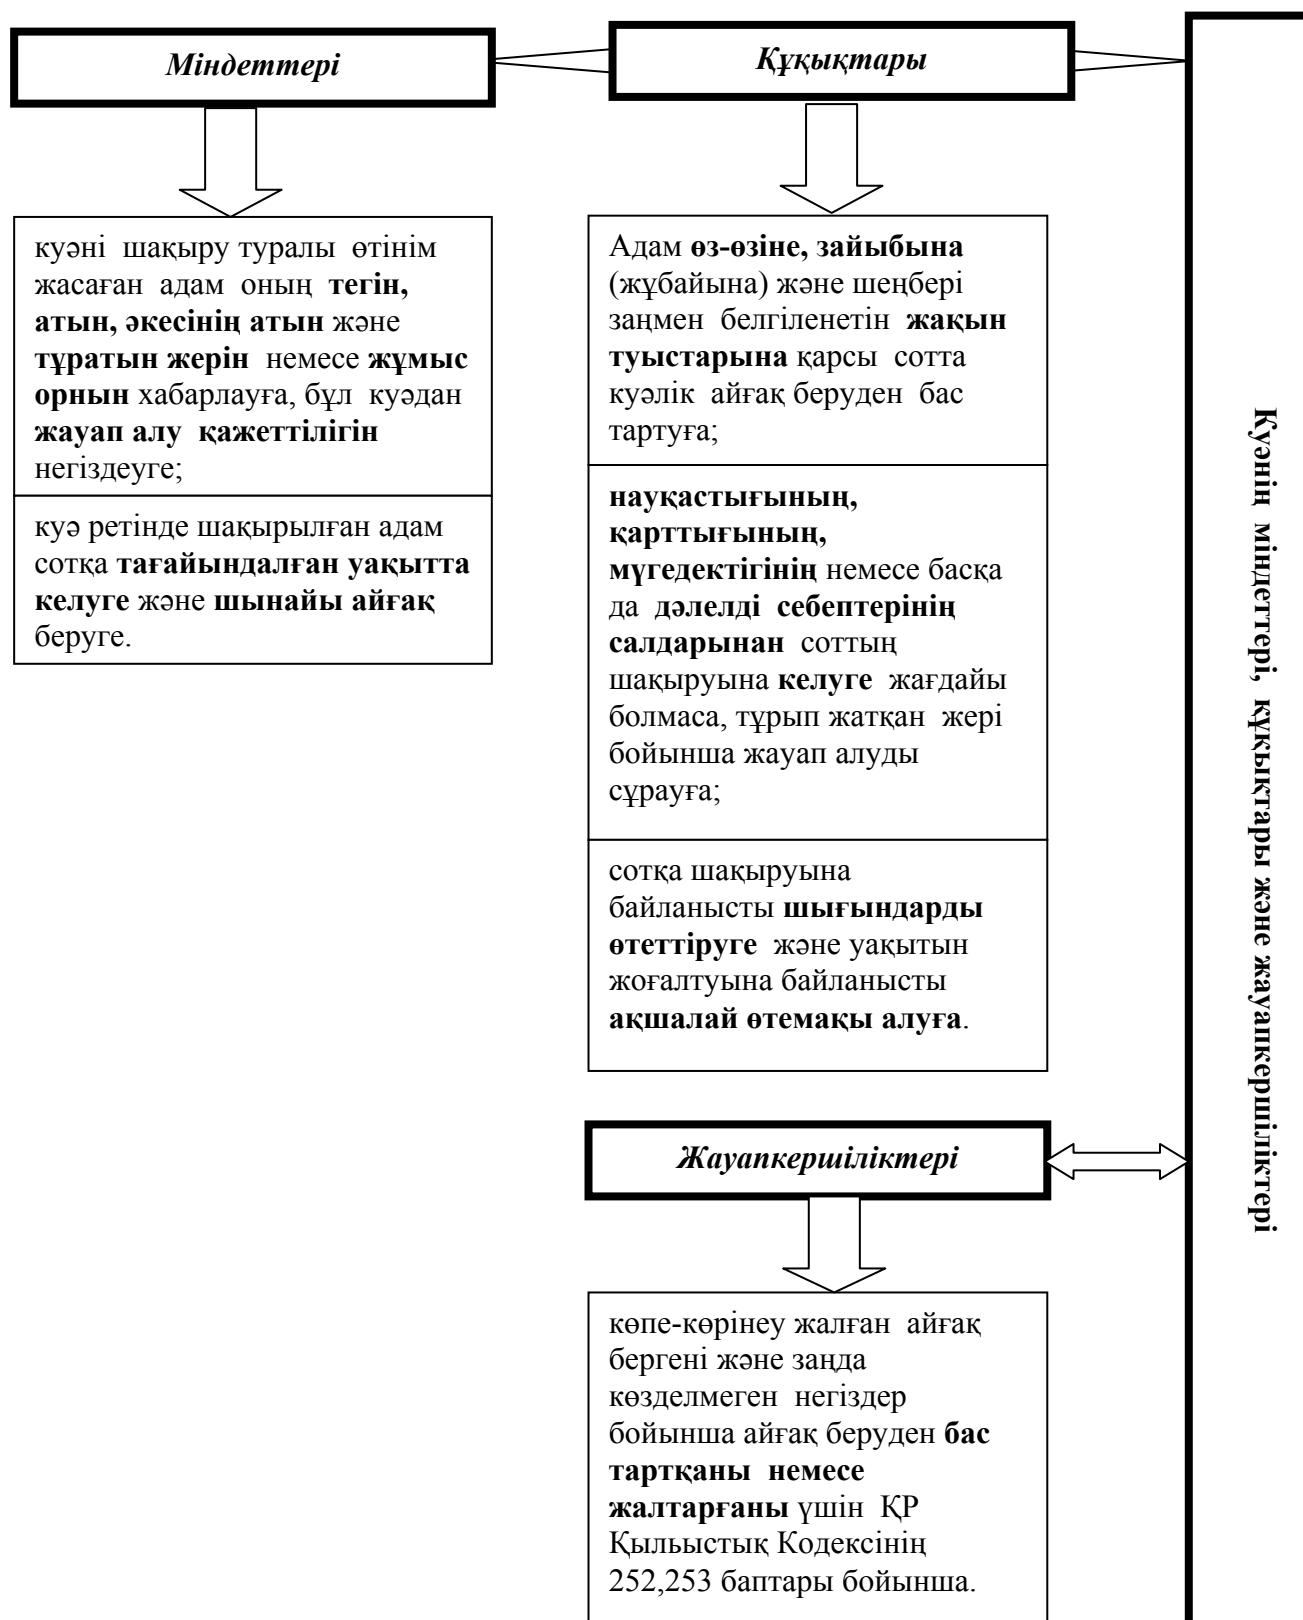 Міндеттері
куәні шақыру туралы өтінім
жасаған адам оның тегін,
атын, әкесінің атын және
тұратын жерін немесе жұмыс
орнын хабарлауға, бұл куәдан
жауап алу қажеттілігін
негіздеуге;
куә ретінде шақырылған адам
сотқа тағайындалған уақытта
келуге және шынайы айғақ
беруге.
Құқықтары
Адам өз-өзіне, зайыбына
(жұбайына) және шеңбері
заңмен белгіленетін жақын
туыстарына қарсы сотта
куәлік айғақ беруден бас
тартуға;
науқастығының,
қарттығының,
мүгедектігінің немесе басқа
да дәлелді себептерінің
салдарынан соттың
шақыруына келуге жағдайы
болмаса, тұрып жатқан жері
бойынша жауап алуды
сұрауға;
сотқа шақыруына
байланысты шығындарды
өтеттіруге және уақытын
жоғалтуына байланысты
ақшалай өтемақы алуға.
Жауапкершіліктері
көпе-көрінеу жалған айғақ
бергені және заңда
көзделмеген негіздер
бойынша айғақ беруден бас
тартқаны немесе
жалтарғаны үшін ҚР
Қыльыстық Кодексінің
252,253 баптары бойынша.
Куәнің міндеттері, құқықтары және жауапкершіліктері